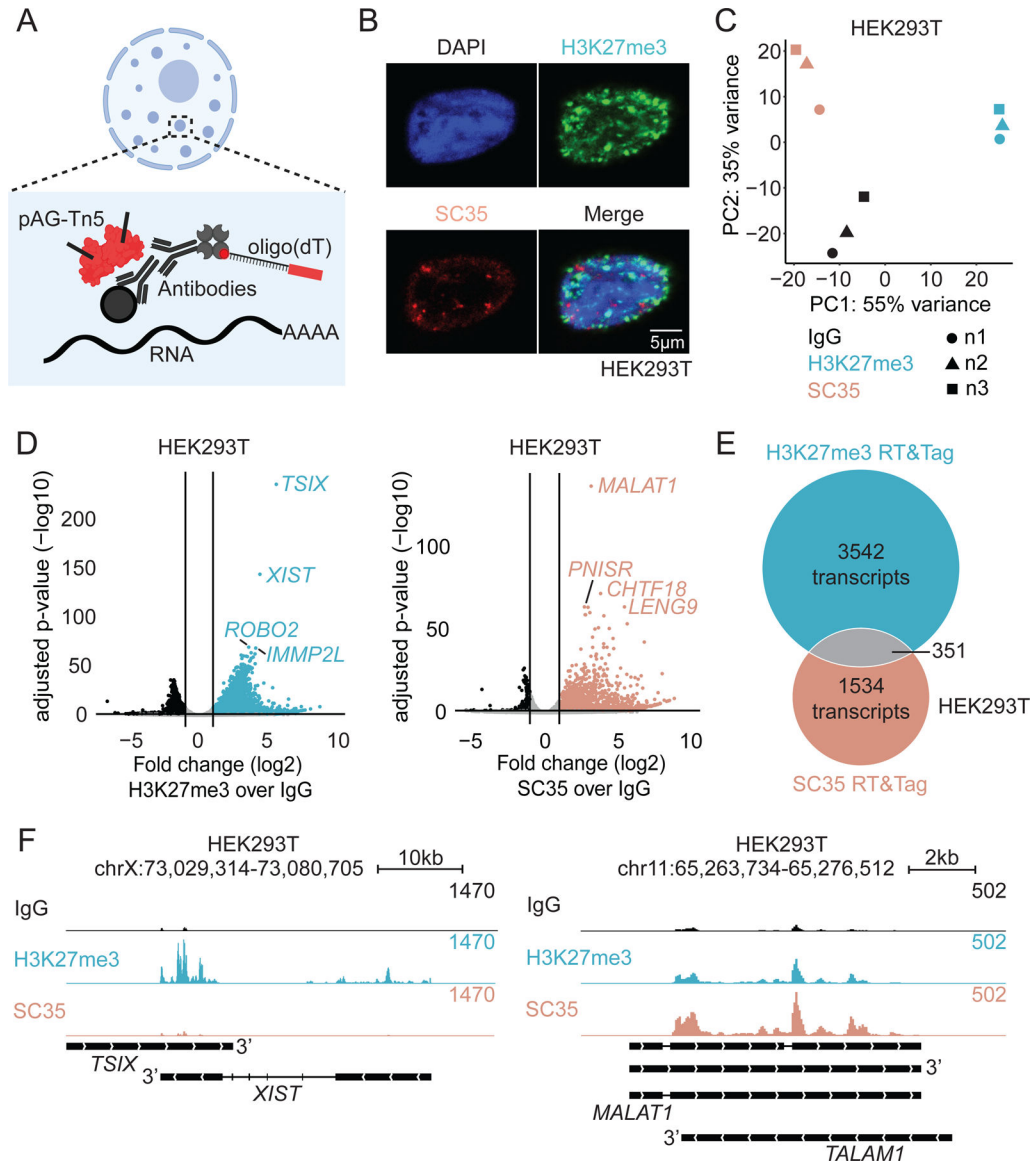 A
pAG-Tn5
oligo(dT)
Antibodies
AAAA
RNA
B
DAPI
H3K27me3
SC35
Merge
5µm
HEK293T
C
HEK293T
PC2: 35% variance
20
10
0
−10
−20
−20
−10
0
10
20
PC1: 55% variance
IgG
H3K27me3
SC35
n1
n2
n3
D
HEK293T
adjusted p-value (−log10)
200
150
100
50
0
TSIX
XIST
ROBO2
IMMP2L
−5
0
5
10
Fold change (log2)
H3K27me3 over IgG
HEK293T
adjusted p-value (−log10)
100
50
0
MALAT1
PNISR
CHTF18
LENG9
−5
0
5
10
Fold change (log2)
SC35 over IgG
E
H3K27me3 RT&Tag
3542
transcripts
351
1534
transcripts
HEK293T
SC35 RT&Tag
F
HEK293T
chrX:73,029,314-73,080,705
10kb
IgG
1470
H3K27me3
1470
SC35
1470
3’
TSIX
3’
XIST
HEK293T
chr11:65,263,734-65,276,512
2kb
IgG
502
H3K27me3
502
SC35
502
3’
MALAT1
3’
TALAM1